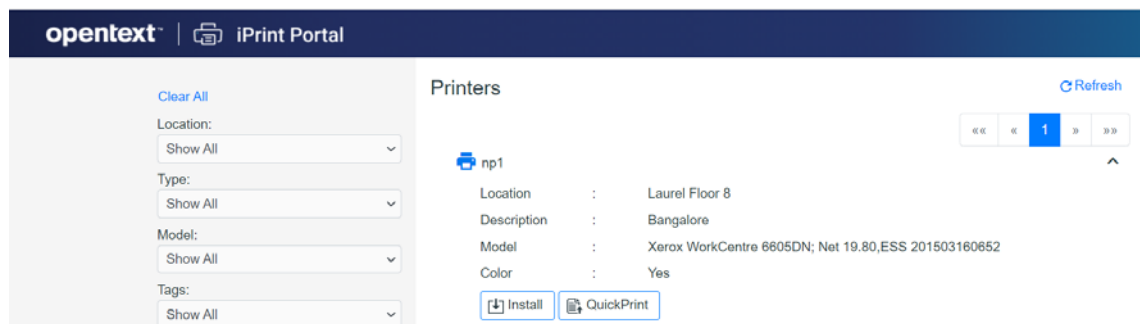 opentext™ | iPrint Portal
Clear All
Location:
Show All
Type:
Show All
Model:
Show All
Tags:
Show All
Printers
Refresh
«« « 1 » »»
np1
Location : Laurel Floor 8
Description : Bangalore
Model : Xerox WorkCentre 6605DN; Net 19.80,ESS 201503160652
Color : Yes
Install QuickPrint